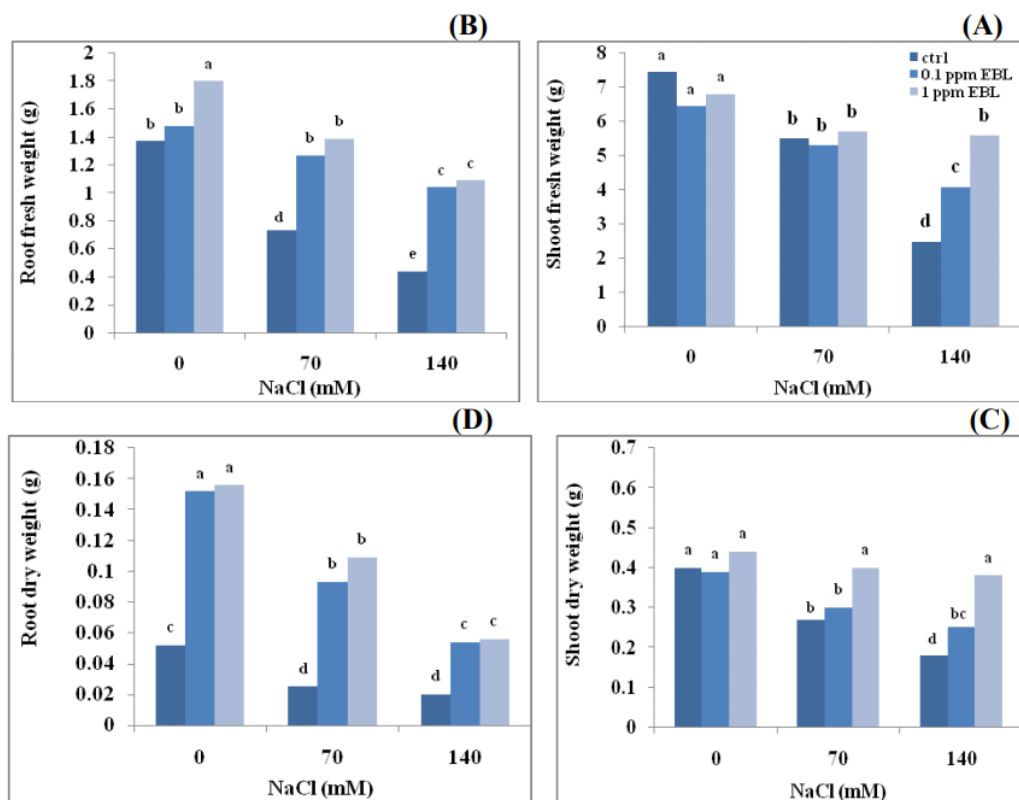 (B)
Root fresh weight (g)
2
1.8
1.6
1.4
1.2
1
0.8
0.6
0.4
0.2
0
b b a
d b b
e c c
0 70 140
NaCl (mM)
(A)
Shoot fresh weight (g)
8
7
6
5
4
3
2
1
0
ctrl
0.1 ppm EBL
1 ppm EBL
a a a
b b b
d c b
0 70 140
NaCl (mM)
(D)
Root dry weight (g)
0.18
0.16
0.14
0.12
0.1
0.08
0.06
0.04
0.02
0
c a a
d b b
d c c
0 70 140
NaCl (mM)
(C)
Shoot dry weight (g)
0.7
0.6
0.5
0.4
0.3
0.2
0.1
0
a a a
b b a
d bc a
0 70 140
NaCl (mM)